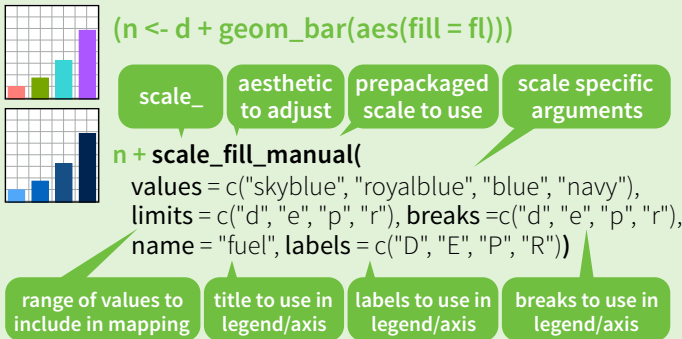 (n <- d + geom_bar(aes(fill = fl)))
scale_
aesthetic
to adjust
prepackaged
scale to use
scale specific
arguments
n + scale_fill_manual(
values = c("skyblue", "royalblue", "blue", "navy"),
limits = c("d", "e", "p", "r"), breaks =c("d", "e", "p", "r"),
name = "fuel", labels = c("D", "E", "P", "R"))
range of values to
include in mapping
title to use in
legend/axis
labels to use in
legend/axis
breaks to use in
legend/axis